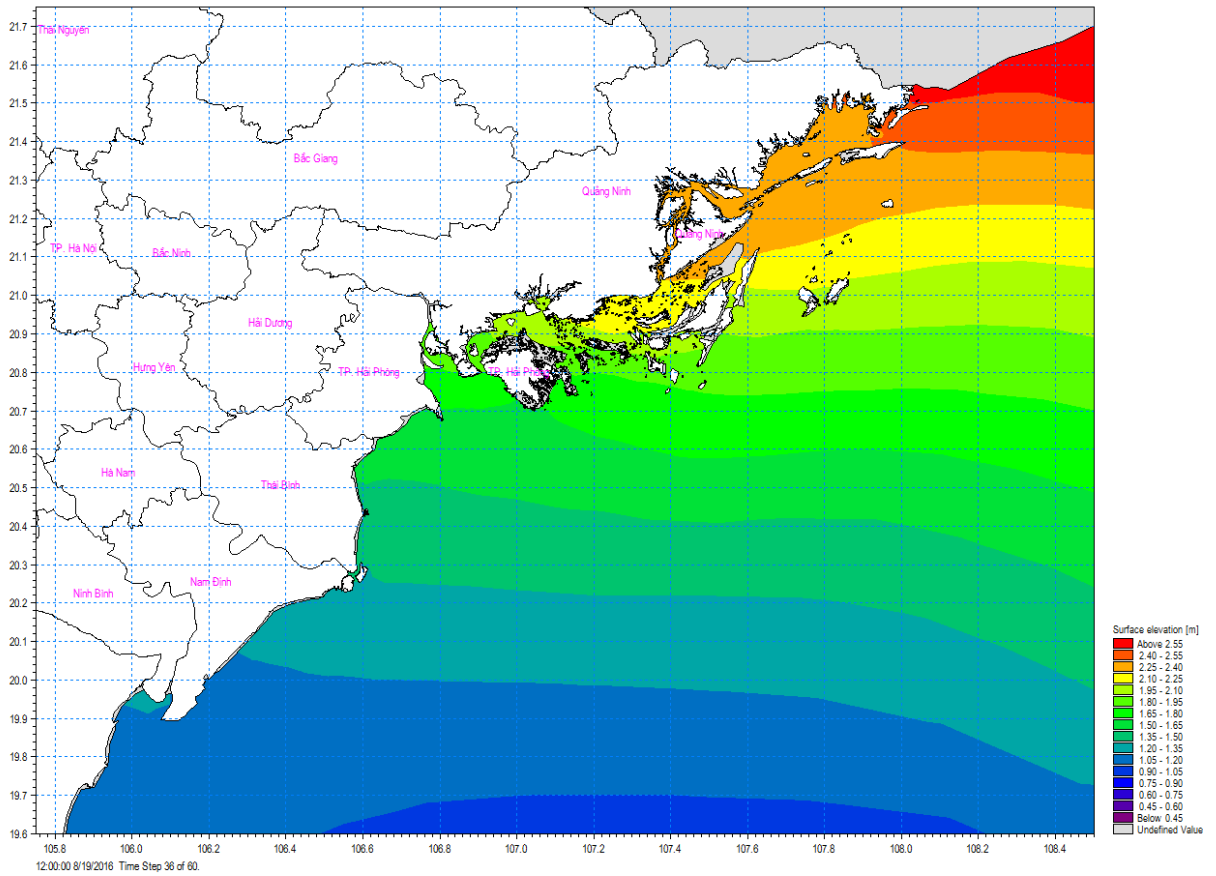 21.7
21.6
21.5
21.4
21.3
21.2
21.1
21.0
20.9
20.8
20.7
20.6
20.5
20.4
20.3
20.2
20.1
20.0
19.9
19.8
19.7
19.6
Thái Nguyên
Bắc Giang
Quảng Ninh
Quảng Ninh
TP. Hà Nội
Bắc Ninh
Hải Dương
Hưng Yên
TP. Hải Phòng
TP. Hải Phòng
Hà Nam
Thái Bình
Nam Định
Ninh Bình
105.8
106.0
106.2
106.4
106.6
106.8
107.0
107.2
107.4
107.6
107.8
108.0
108.2
108.4
12:00:00 8/19/2016 Time Step 36 of 60.
Surface elevation [m]
Above 2.55
2.40 - 2.55
2.25 - 2.40
2.10 - 2.25
1.95 - 2.10
1.80 - 1.95
1.65 - 1.80
1.50 - 1.65
1.35 - 1.50
1.20 - 1.35
1.05 - 1.20
0.90 - 1.05
0.75 - 0.90
0.60 - 0.75
0.45 - 0.60
Below 0.45
Undefined Value